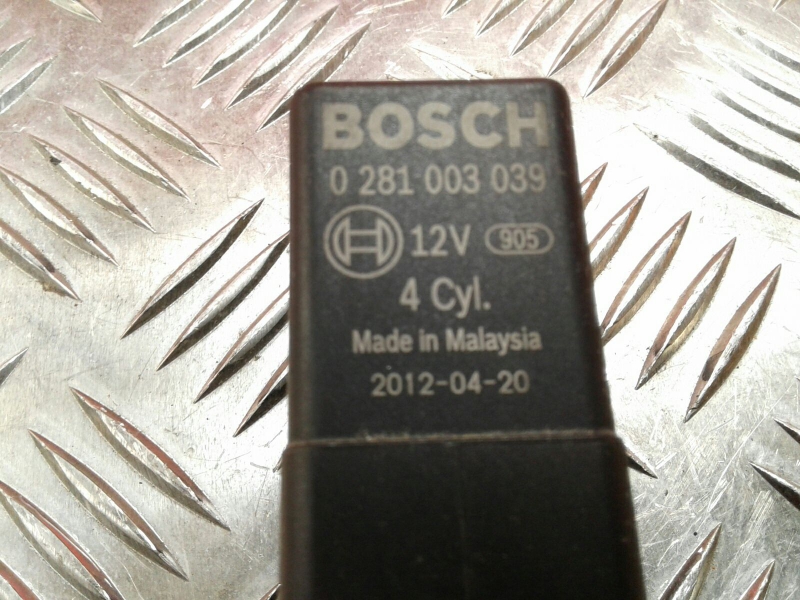 BOSCH
0 281 003 039
12V 905
4 Cyl.
Made in Malaysia
2012-04-20